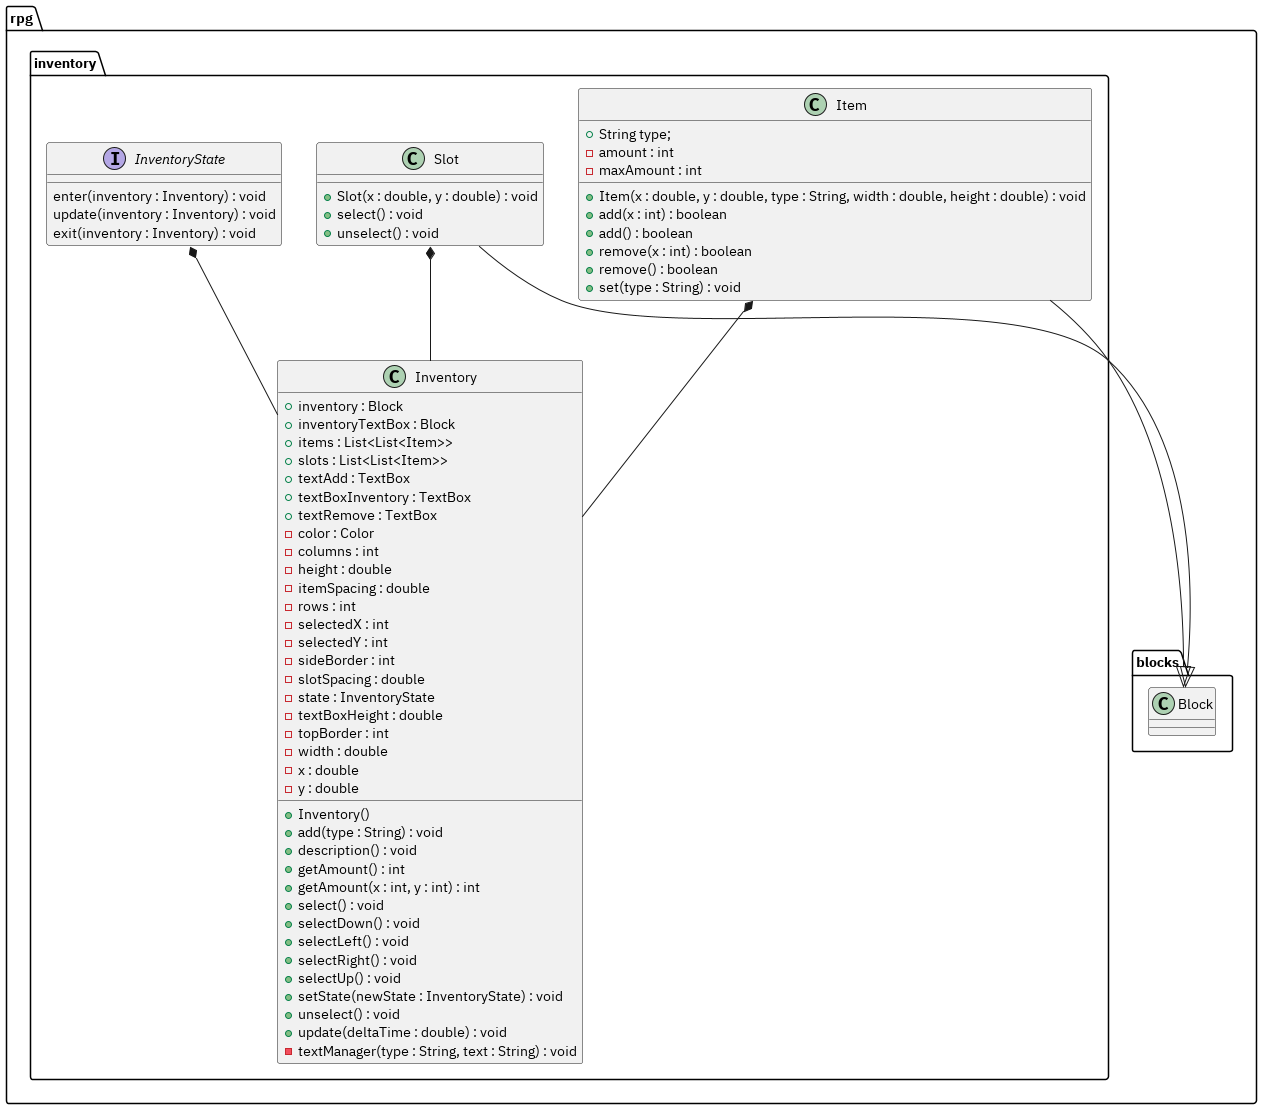 rpg
inventory
I InventoryState
enter(inventory : Inventory) : void
update(inventory : Inventory) : void
exit(inventory : Inventory) : void
C Slot
Slot(x : double, y : double) : void
select() : void
unselect() : void
C Item
String type;
amount : int
maxAmount : int
Item(x : double, y : double, type : String, width : double, height : double) : void
add(x : int) : boolean
add() : boolean
remove(x : int) : boolean
remove() : boolean
set(type : String) : void
C Inventory
inventory : Block
inventoryTextBox : Block
items : List<List<Item>>
slots : List<List<Item>>
textAdd : TextBox
textBoxInventory : TextBox
textRemove : TextBox
color : Color
columns : int
height : double
itemSpacing : double
rows : int
selectedX : int
selectedY : int
sideBorder : int
slotSpacing : double
state : InventoryState
textBoxHeight : double
topBorder : int
width : double
x : double
y : double
Inventory()
add(type : String) : void
description() : void
getAmount() : int
getAmount(x : int, y : int) : int
select() : void
selectDown() : void
selectLeft() : void
selectRight() : void
selectUp() : void
setState(newState : InventoryState) : void
unselect() : void
update(deltaTime : double) : void
textManager(type : String, text : String) : void
blocks
C Block